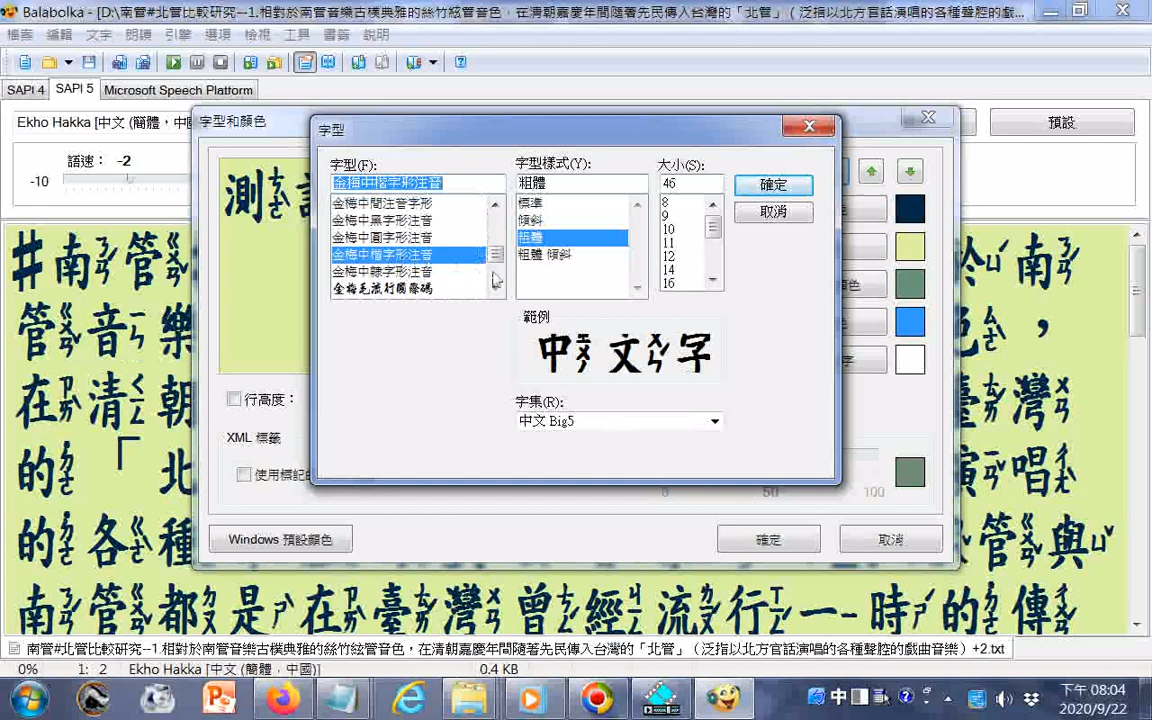 Balabolka - [D:\南管#北管比較研究--1.相對於南管音樂古樸典雅的絲竹絃管音色，在清朝嘉慶年間隨著先民傳入台灣的「北管」（泛指以北方官話演唱的各種聲腔的戲...
檔案 編輯 文字 朗讀 引擎 選項 檢視 工具 書籤 說明
SAPI 4 SAPI 5 Microsoft Speech Platform
Ekho Hakka [中文 (簡體，中國
預設
語速： -2
-10
字型和顏色
測
行高度：
XML 標籤
使用標記的
0 50 100
Windows 預設顏色
確定
取消
字型
字型(F):
金梅中楷字形注音
金梅中間注音字形
金梅中黑字形注音
金梅中圓字形注音
金梅中楷字形注音
金梅中隸字形注音
金梅毛流行國際碼
字型樣式(Y):
粗體
標準
傾斜
粗體
粗體 傾斜
大小(S):
46
8
9
10
11
12
14
16
確定
取消
範例
中ㄓㄨㄥ 文ㄨㄣˊ 字
字集(R):
中文 Big5
#南管 於南
管音樂 色，
在清朝 臺灣
的「北 演唱
的各種 管與
南管都是在臺灣曾經流行一時的傳
南管#北管比較研究--1.相對於南管音樂古樸典雅的絲竹絃管音色，在清朝嘉慶年間隨著先民傳入台灣的「北管」（泛指以北方官話演唱的各種聲腔的戲曲音樂）+2.txt
0% 1: 2 Ekho Hakka [中文 (簡體，中國)] 0.4 KB
中
下午 08:04
2020/9/22